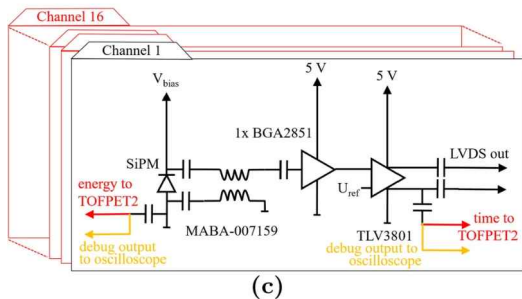 Channel 16
Channel 1
V_bias
5 V
5 V
1x BGA2851
SiPM
LVDS out
energy to
TOFPET2
U_ref
debug output
to oscilloscope
MABA-007159
TLV3801
time to
TOFPET2
debug output
to oscilloscope
(c)